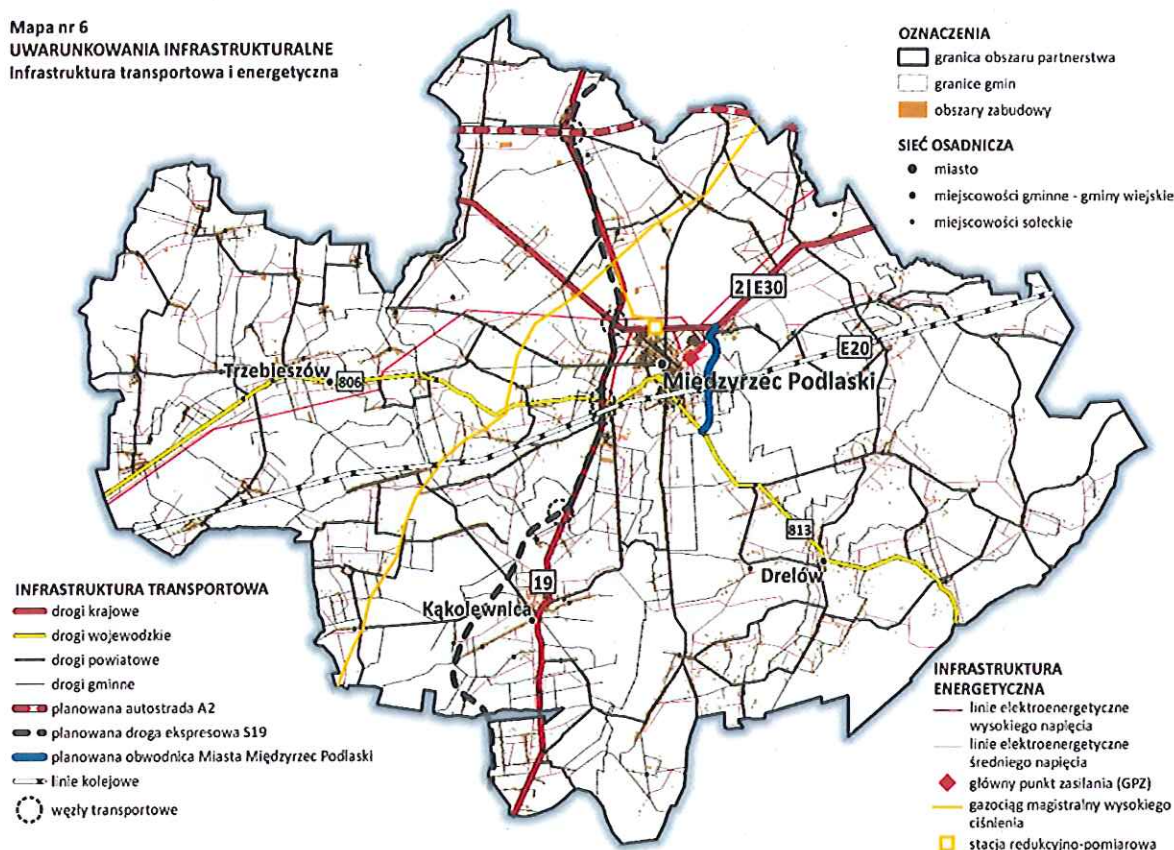 Mapa nr 6
UWARUNKOWANIA INFRASTRUKTURALNE
Infrastruktura transportowa i energetyczna
OZNACZENIA
granica obszaru partnerstwa
granice gmin
obszary zabudowy
SIEĆ OSADNICZA
miasto
miejscowości gminne - gminy wiejskie
miejscowości sołeckie
2 | E30
E20
Trzebieszów
806
Międzyrzec Podlaski
813
Drelów
19
Kąkolewnica
INFRASTRUKTURA TRANSPORTOWA
drogi krajowe
drogi wojewodzkie
drogi powiatowe
drogi gminne
planowana autostrada A2
planowana droga ekspresowa S19
planowana obwodnica Miasta Międzyrzec Podlaski
linie kolejowe
węzły transportowe
INFRASTRUKTURA
ENERGETYCZNA
linie elektroenergetyczne
wysokiego napięcia
linie elektroenergetyczne
średniego napięcia
główny punkt zasilania (GPZ)
gazociąg magistralny wysokiego
ciśnienia
stacja redukcyjno-pomiarowa